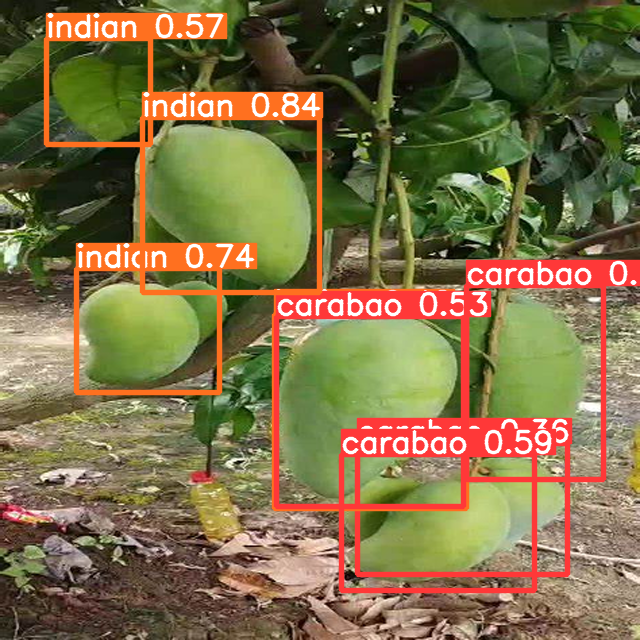 indian 0.57
indian 0.84
indian 0.74
carabao 0.
carabao 0.53
carabao 0.59